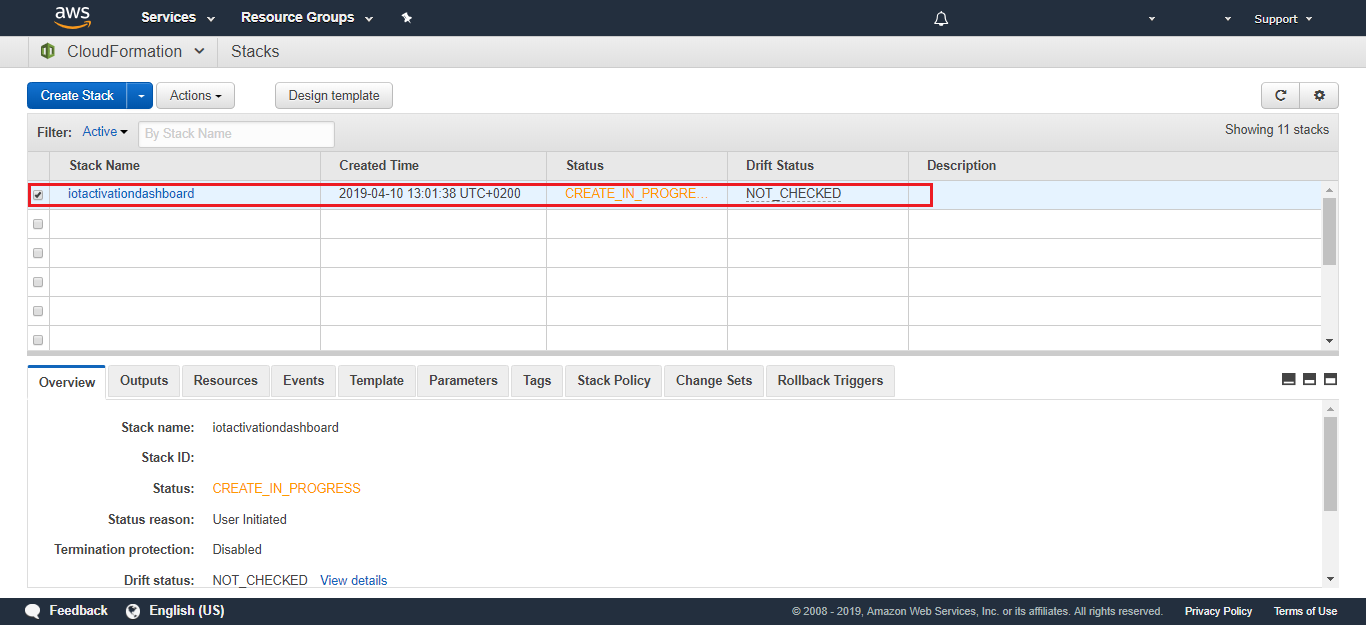 aws Services Resource Groups Support
CloudFormation Stacks
Create Stack Actions Design template
Filter: Active By Stack Name Showing 11 stacks
Stack Name Created Time Status Drift Status Description
iotactivationdashboard 2019-04-10 13:01:38 UTC+0200 CREATE_IN_PROGRE... NOT_CHECKED
Overview Outputs Resources Events Template Parameters Tags Stack Policy Change Sets Rollback Triggers
Stack name: iotactivationdashboard
Stack ID:
Status: CREATE_IN_PROGRESS
Status reason: User Initiated
Termination protection: Disabled
Drift status: NOT_CHECKED View details
Feedback English (US) © 2008 - 2019, Amazon Web Services, Inc. or its affiliates. All rights reserved. Privacy Policy Terms of Use